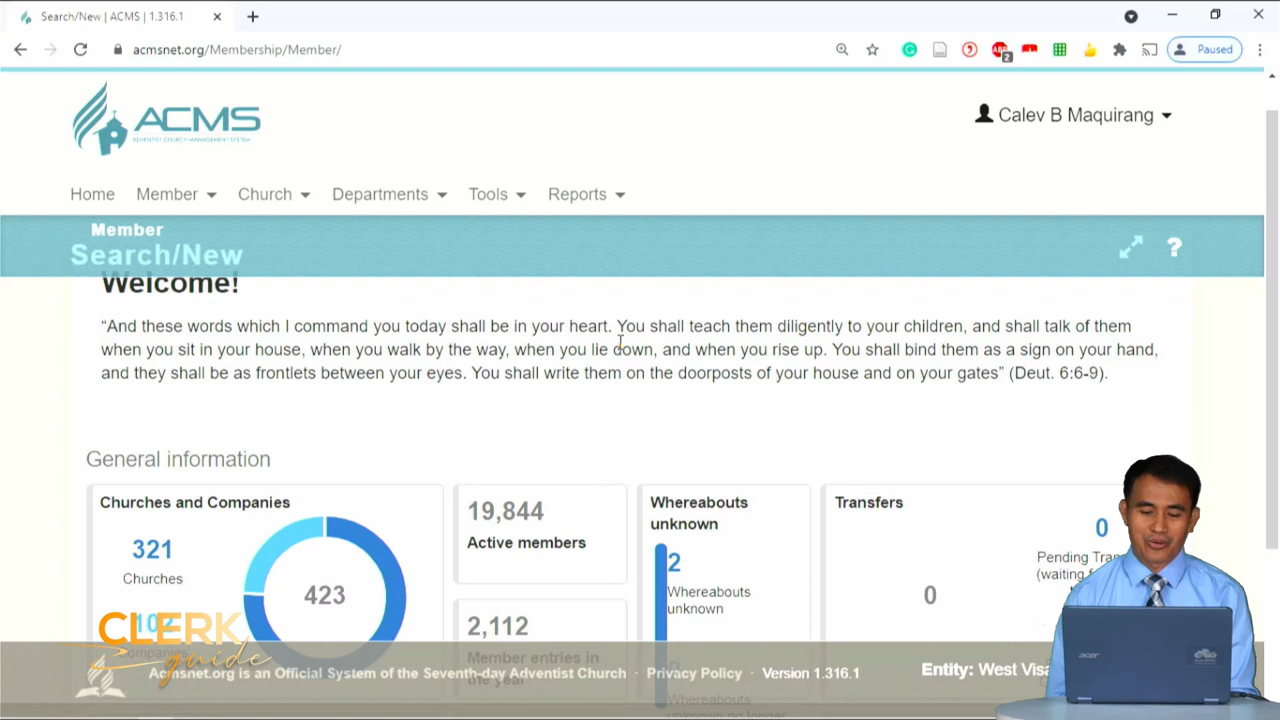 Search/New | ACMS | 1.316.1
acmsnet.org/Membership/Member/
2
Paused
ACMS
ADVENTIST CHURCH MANAGEMENT SYSTEM
Calev B Maquirang
Home Member Church Departments Tools Reports
Member
Search/New
?
Welcome!
“And these words which I command you today shall be in your heart. You shall teach them diligently to your children, and shall talk of them
when you sit in your house, when you walk by the way, when you lie down, and when you rise up. You shall bind them as a sign on your hand,
and they shall be as frontlets between your eyes. You shall write them on the doorposts of your house and on your gates” (Deut. 6:6-9).
General information
Churches and Companies
321
Churches
102
Companies
423
19,844
Active members
2,112
Member entries in
the year
Whereabouts
unknown
2
Whereabouts
unknown
Whereabouts
Transfers
0
0
Pending
(waiting
CLERK
guide
Acmsnet.org is an Official System of the Seventh-day Adventist Church · Privacy Policy · Version 1.316.1
Entity: West
acer